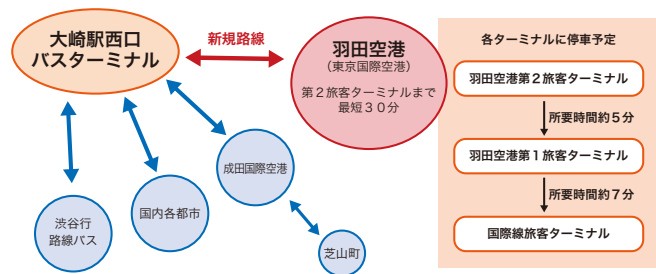 大崎駅西口
バスターミナル
新規路線
羽田空港
(東京国際空港)
第2旅客ターミナルまで
最短30分
渋谷行
路線バス
国内各都市
成田国際空港
芝山町
各ターミナルに停車予定
羽田空港第2旅客ターミナル
所要時間約5分
羽田空港第1旅客ターミナル
所要時間約7分
国際線旅客ターミナル